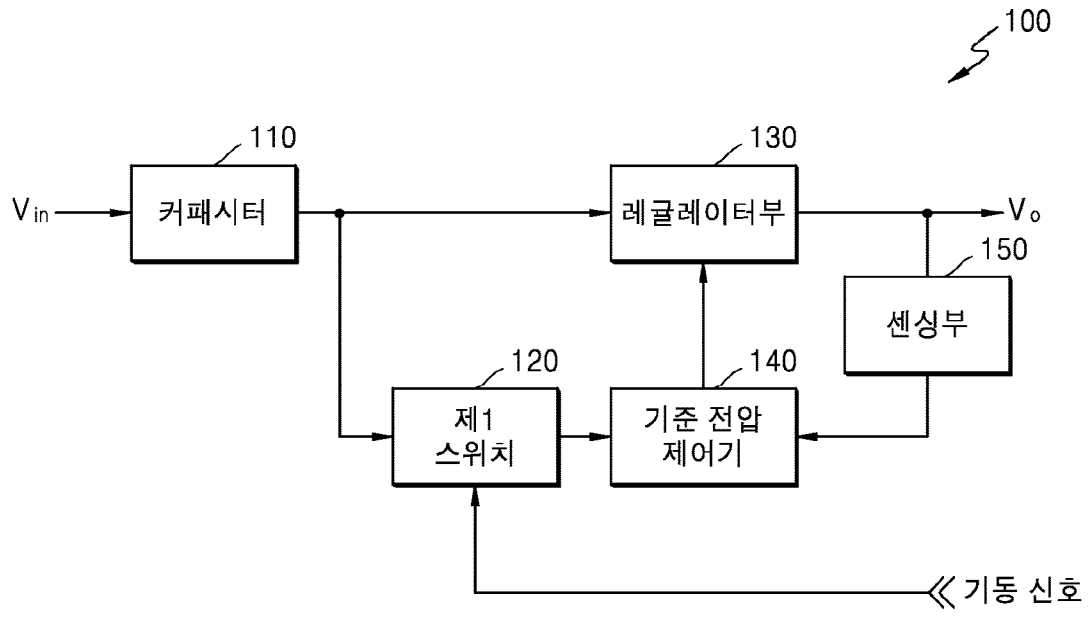 100
110
130
Vin
커패시터
레귤레이터부
Vo
150
센싱부
120
140
제1
스위치
기준 전압
제어기
기동 신호